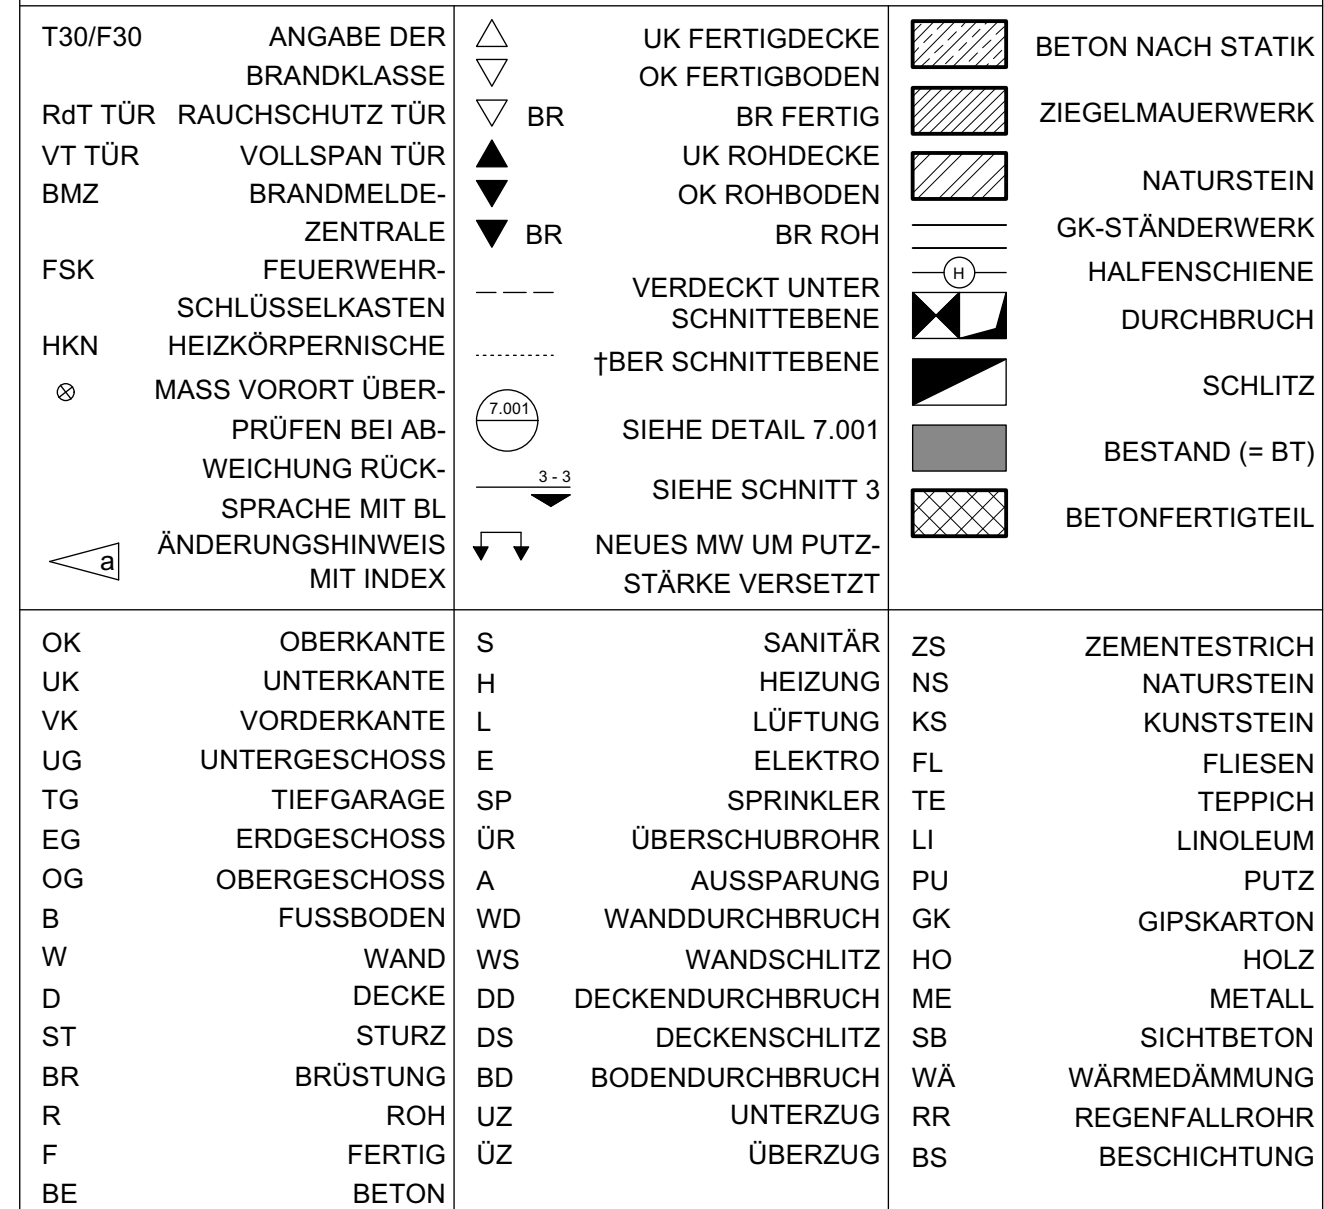 T30/F30 ANGABE DER
BRANDKLASSE
RdT TÜR RAUCHSCHUTZ TÜR
VT TÜR VOLLSPAN TÜR
BMZ BRANDMELDE-
ZENTRALE
FSK FEUERWEHR-
SCHLÜSSELKASTEN
HKN HEIZKÖRPERNISCHE
MASS VORORT ÜBER-
PRÜFEN BEI AB-
WEICHUNG RÜCK-
SPRACHE MIT BL
a ÄNDERUNGSHINWEIS
MIT INDEX
UK FERTIGDECKE
OK FERTIGBODEN
BR BR FERTIG
UK ROHDECKE
OK ROHBODEN
BR BR ROH
VERDECKT UNTER
SCHNITTEBENE
†BER SCHNITTEBENE
7.001 SIEHE DETAIL 7.001
3 - 3 SIEHE SCHNITT 3
NEUES MW UM PUTZ-
STÄRKE VERSETZT
BETON NACH STATIK
ZIEGELMAUERWERK
NATURSTEIN
GK-STÄNDERWERK
H HALFENSCHIENE
DURCHBRUCH
SCHLITZ
BESTAND (= BT)
BETONFERTIGTEIL
OK OBERKANTE
UK UNTERKANTE
VK VORDERKANTE
UG UNTERGESCHOSS
TG TIEFGARAGE
EG ERDGESCHOSS
OG OBERGESCHOSS
B FUSSBODEN
W WAND
D DECKE
ST STURZ
BR BRÜSTUNG
R ROH
F FERTIG
BE BETON
S SANITÄR
H HEIZUNG
L LÜFTUNG
E ELEKTRO
SP SPRINKLER
ÜR ÜBERSCHUBROHR
A AUSSPARUNG
WD WANDDURCHBRUCH
WS WANDSCHLITZ
DD DECKENDURCHBRUCH
DS DECKENSCHLITZ
BD BODENDURCHBRUCH
UZ UNTERZUG
ÜZ ÜBERZUG
ZS ZEMENTESTRICH
NS NATURSTEIN
KS KUNSTSTEIN
FL FLIESEN
TE TEPPICH
LI LINOLEUM
PU PUTZ
GK GIPSKARTON
HO HOLZ
ME METALL
SB SICHTBETON
WÄ WÄRMEDÄMMUNG
RR REGENFALLROHR
BS BESCHICHTUNG